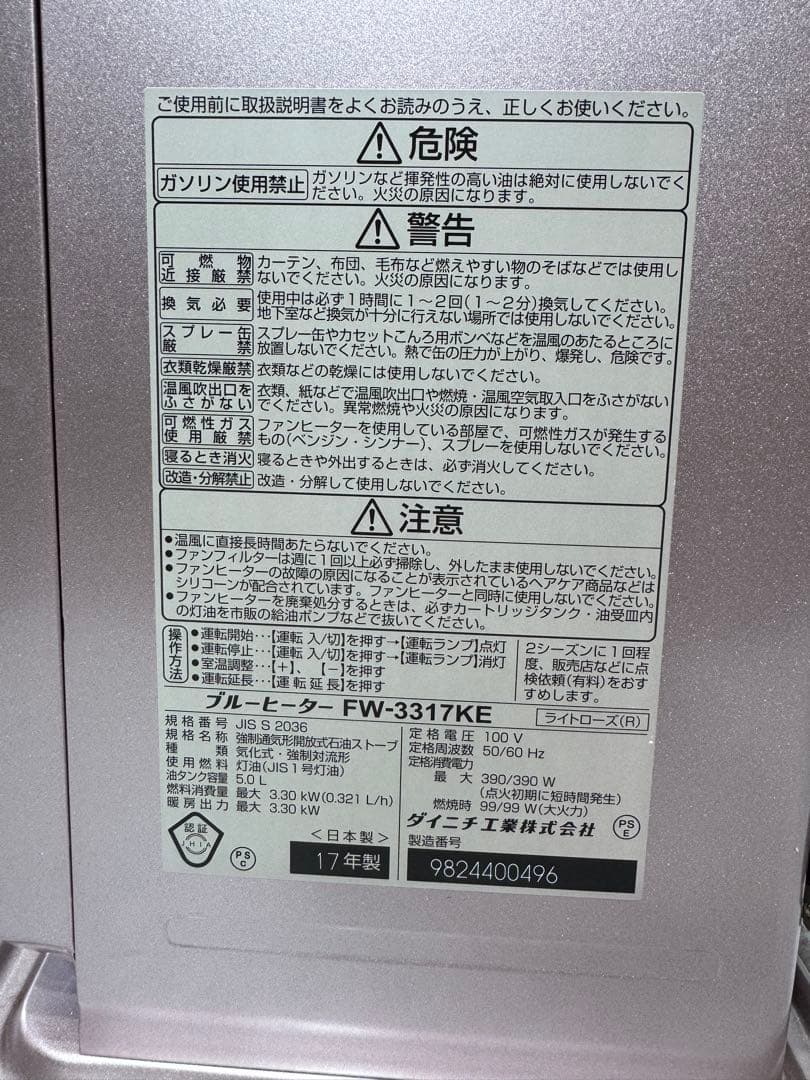 ご使用前に取扱説明書をよくお読みのうえ、正しくお使いください。
危険
ガソリン使用禁止
ガソリンなど揮発性の高い油は絶対に使用しないでく
ださい。火災の原因になります。
警告
可燃物
近接厳禁
カーテン、布団、毛布など燃えやすい物のそばなどでは使用し
ないでください。火災の原因になります。
換気必要
使用中は必ず1時間に1〜2回(1〜2分)換気してください。
地下室など換気が十分に行えない場所では使用しないでください。
スプレー缶
厳禁
スプレー缶やカセットこんろ用ボンベなどを温風のあたるところに
放置しないでください。熱で缶の圧力が上がり、爆発し、危険です。
衣類乾燥厳禁
衣類などの乾燥には使用しないでください。
温風吹出口を
ふさがない
衣類、紙などで温風吹出口や燃焼・温風空気取入口をふさがない
でください。異常燃焼や火災の原因になります。
可燃性ガス
使用厳禁
ファンヒーターを使用している部屋で、可燃性ガスが発生する
もの(ベンジン・シンナー)、スプレーを使用しないでください。
寝るとき消火
寝るときや外出するときは、必ず消火してください。
改造・分解禁止
改造・分解して使用しないでください。
注意
●温風に直接長時間あたらないでください。
●ファンフィルターは週に1回以上必ず掃除し、外したまま使用しないでください。
●ファンヒーターの故障の原因になることが表示されているヘアケア商品などは
シリコーンが配合されています。ファンヒーターと同時に使用しないでください。
●ファンヒーターを廃棄処分するときは、必ずカートリッジタンク・油受皿内
の灯油を市販の給油ポンプなどで抜いてください。
操作方法
●運転開始…【運転 入/切】を押す→【運転ランプ】点灯
●運転停止…【運転 入/切】を押す→【運転ランプ】消灯
●室温調整…【+】、【−】を押す
●運転延長…【運転延長】を押す
2シーズンに1回程
度、販売店などに点
検依頼(有料)をおす
すめします。
ブルーヒーター FW-3317KE
ライトローズ(R)
規格番号 JIS S 2036
規格名称 強制通気形開放式石油ストーブ
種類 気化式・強制対流形
使用燃料 灯油(JIS1号灯油)
油タンク容量 5.0 L
燃料消費量 最大 3.30 kW(0.321 L/h)
暖房出力 最大 3.30 kW
定格電圧 100 V
定格周波数 50/60 Hz
定格消費電力
最大 390/390 W
(点火初期に短時間発生)
燃焼時 99/99 W(大火力)
ダイニチ工業株式会社
PS
E
認証
JHIA
PS
C
<日本製>
17年製
製造番号
9824400496